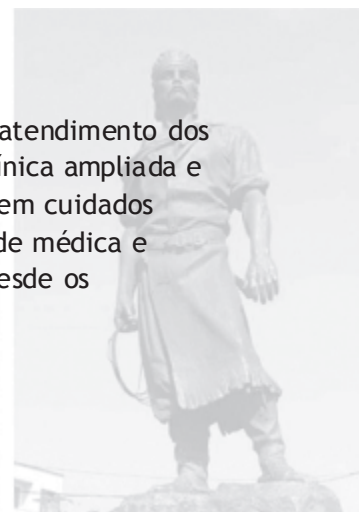 atendimento dos
ínica ampliada e
em cuidados
de médica e
esde os